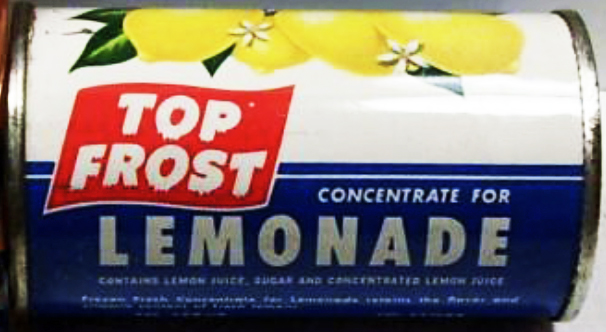 TOP
FROST
CONCENTRATE FOR
LEMONADE
CONTAINS LEMON JUICE, SUGAR AND CONCENTRATED LEMON JUICE
Frozen Fresh Concentrate for Lemonade retains the flavor and